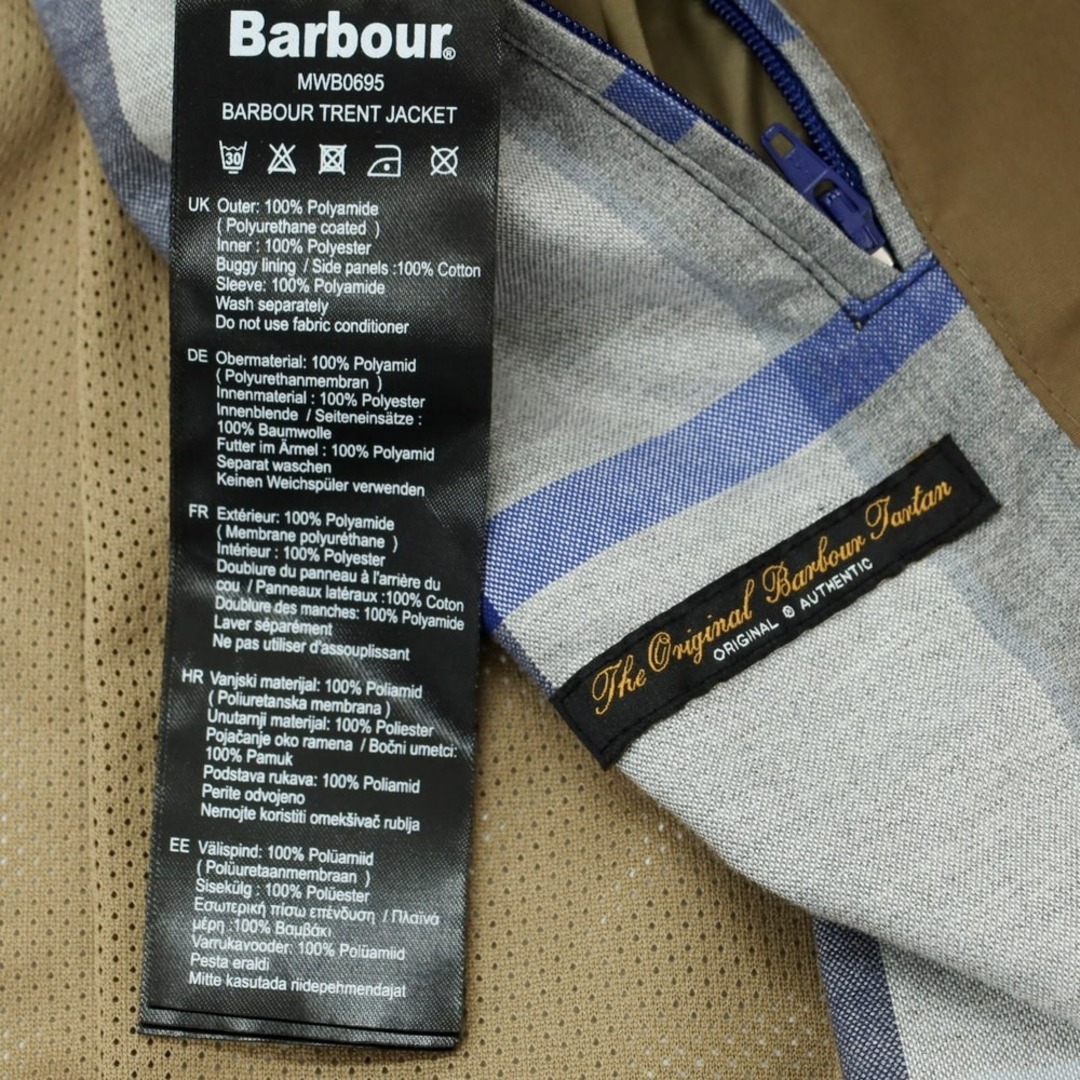 Barbour®
MWB0695
BARBOUR TRENT JACKET
30
UK Outer: 100% Polyamide
( Polyurethane coated )
Inner : 100% Polyester
Buggy lining / Side panels :100% Cotton
Sleeve: 100% Polyamide
Wash separately
Do not use fabric conditioner
DE Obermaterial: 100% Polyamid
( Polyurethanmembran )
Innenmaterial : 100% Polyester
Innenblende / Seiteneinsätze :
100% Baumwolle
Futter im Ärmel : 100% Polyamid
Separat waschen
Keinen Weichspüler verwenden
FR Extérieur: 100% Polyamide
( Membrane polyuréthane )
Intérieur : 100% Polyester
Doublure du panneau à l'arrière du
cou / Panneaux latéraux :100% Coton
Doublure des manches: 100% Polyamide
Laver séparément
Ne pas utiliser d'assouplissant
HR Vanjski materijal: 100% Poliamid
( Poliuretanska membrana )
Unutarnji materijal: 100% Poliester
Pojačanje oko ramena / Bočni umetci:
100% Pamuk
Podstava rukava: 100% Poliamid
Perite odvojeno
Nemojte koristiti omekšivač rublja
EE Välispind: 100% Polüamiid
( Polüuretaanmembraan )
Sisekülg : 100% Polüester
Εσωτερική πίσω επένδυση / Πλαϊνά
μέρη :100% Βαμβάκι
Varrukavooder: 100% Polüamiid
Pesta eraldi
Mitte kasutada riidepehmendajat
The Original Barbour Tartan
ORIGINAL ® AUTHENTIC